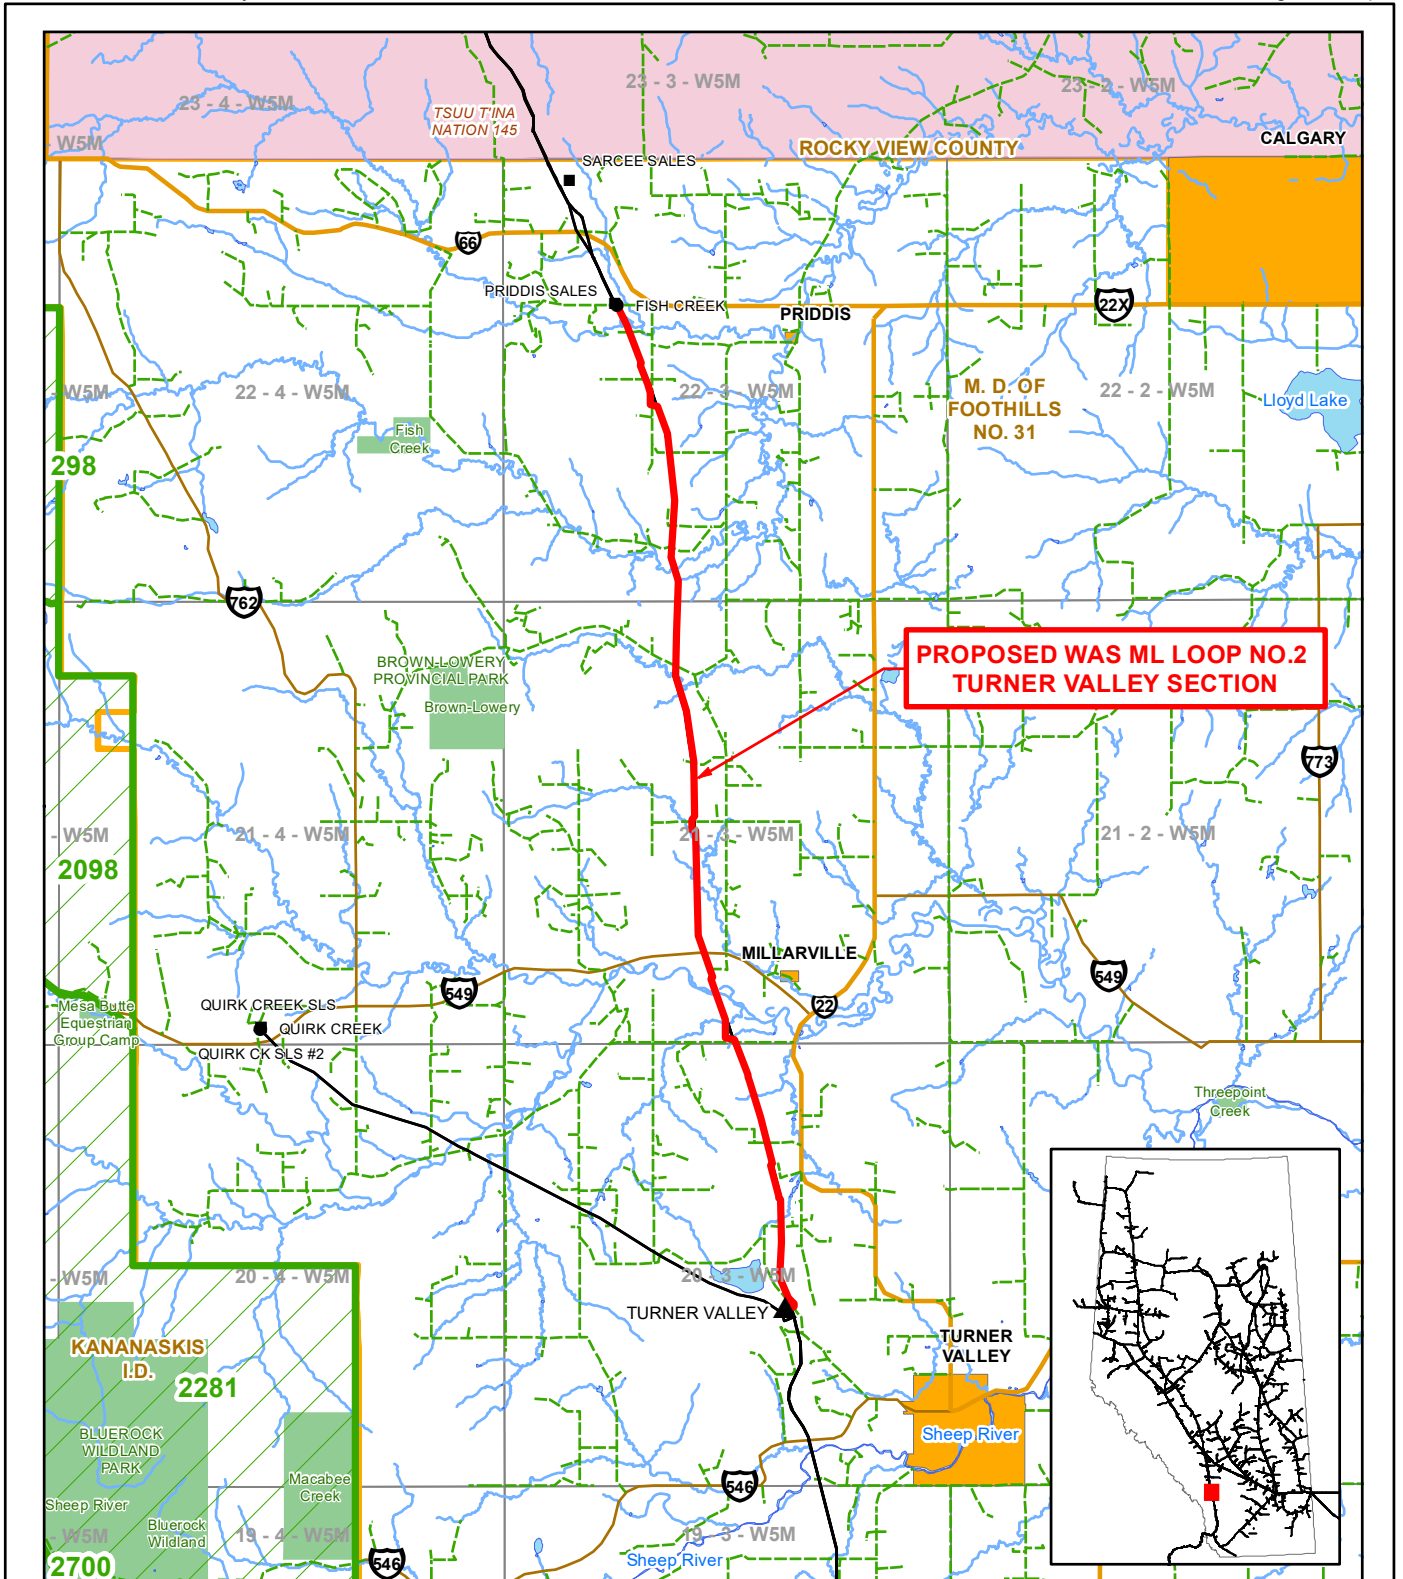 23 - 4 - W5M
23 - 3 - W5M
23 - 2 - W5M
TSUU T'INA
NATION 145
W5M
ROCKY VIEW COUNTY
CALGARY
SARCEE SALES
66
PRIDDIS SALES
FISH CREEK
PRIDDIS
22X
- W5M
22 - 4 - W5M
22 - 3 - W5M
M. D. OF
FOOTHILLS
NO. 31
22 - 2 - W5M
Lloyd Lake
Fish
Creek
298
762
BROWN-LOWERY
PROVINCIAL PARK
Brown-Lowery
PROPOSED WAS ML LOOP NO.2
TURNER VALLEY SECTION
773
- W5M
21 - 4 - W5M
21 - 3 - W5M
21 - 2 - W5M
2098
MILLARVILLE
549
549
22
Mesa Butte
Equestrian
Group Camp
QUIRK CREEK SLS
QUIRK CREEK
QUIRK CK SLS #2
Threepoint
Creek
- W5M
20 - 4 - W5M
20 - 3 - W5M
TURNER VALLEY
TURNER
VALLEY
KANANASKIS
I.D.
2281
BLUEROCK
WILDLAND
PARK
Sheep River
Macabee
Creek
546
Sheep River
Bluerock
Wildland
- W5M
19 - 4 - W5M
19 - 3 - W5M
2700
546
Sheep River